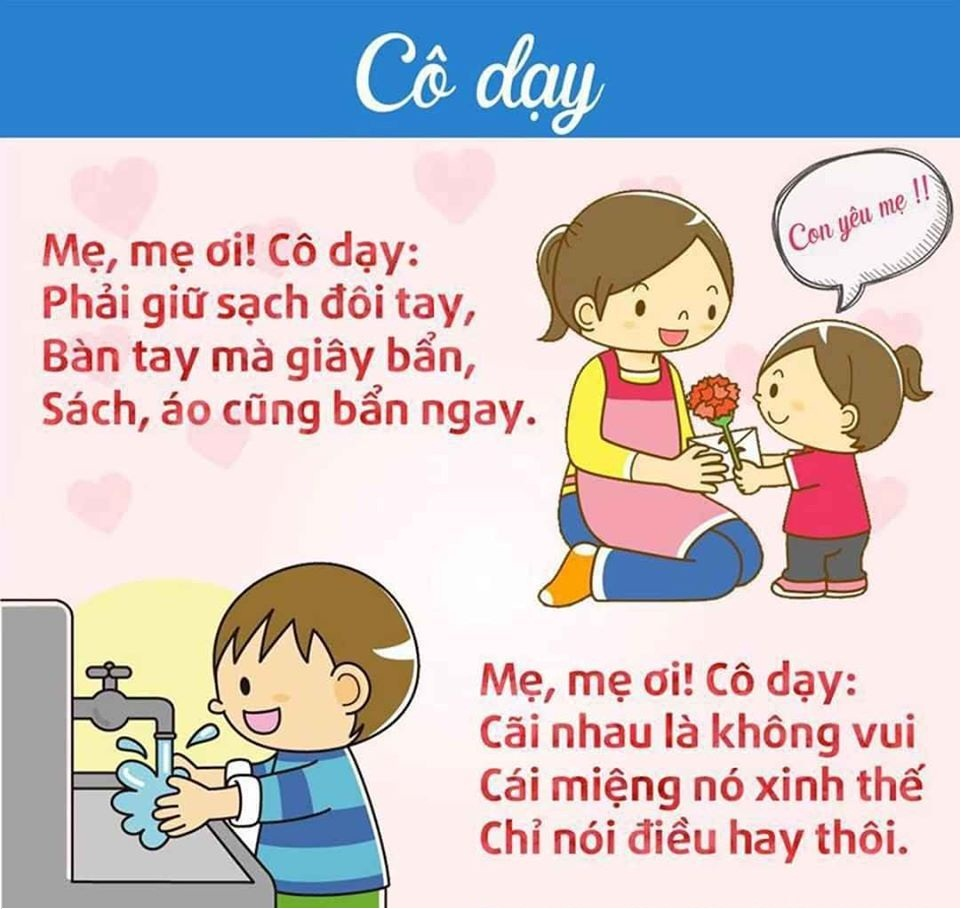 Cô dạy
Mẹ, mẹ ơi! Cô dạy:
Phải giữ sạch đôi tay,
Bàn tay mà giây bẩn,
Sách, áo cũng bẩn ngay.
Con yêu mẹ !!
Mẹ, mẹ ơi! Cô dạy:
Cãi nhau là không vui
Cái miệng nó xinh thế
Chỉ nói điều hay thôi.